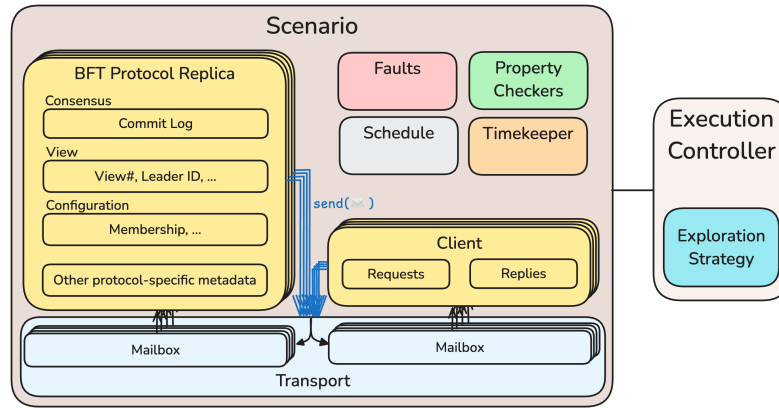 Scenario
BFT Protocol Replica
Consensus
Commit Log
View
View#, Leader ID, ...
Configuration
Membership, ...
Other protocol-specific metadata
Faults
Property
Checkers
Schedule
Timekeeper
send(✉️)
Client
Requests
Replies
Mailbox
Mailbox
Transport
Execution
Controller
Exploration
Strategy